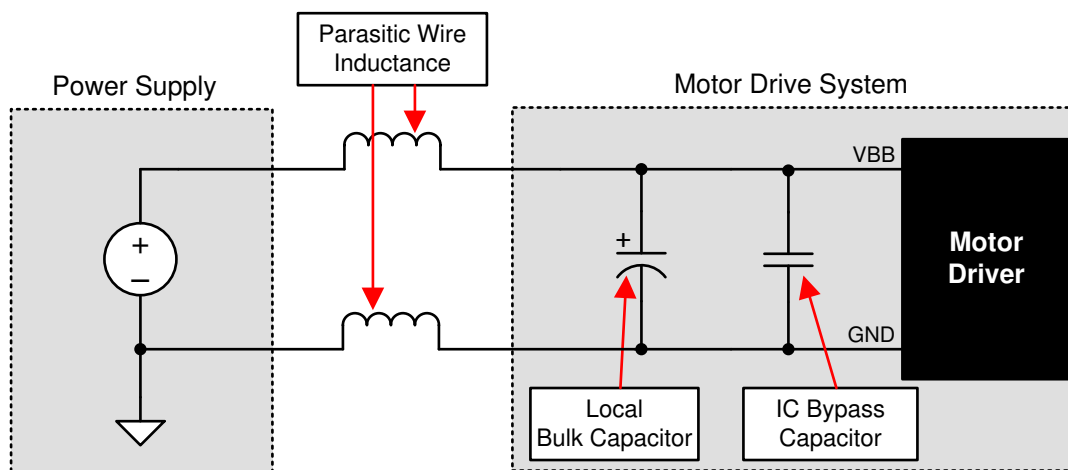 Parasitic Wire
Inductance
Power Supply
Motor Drive System
VBB
+
+
–
Motor
Driver
GND
Local
Bulk Capacitor
IC Bypass
Capacitor